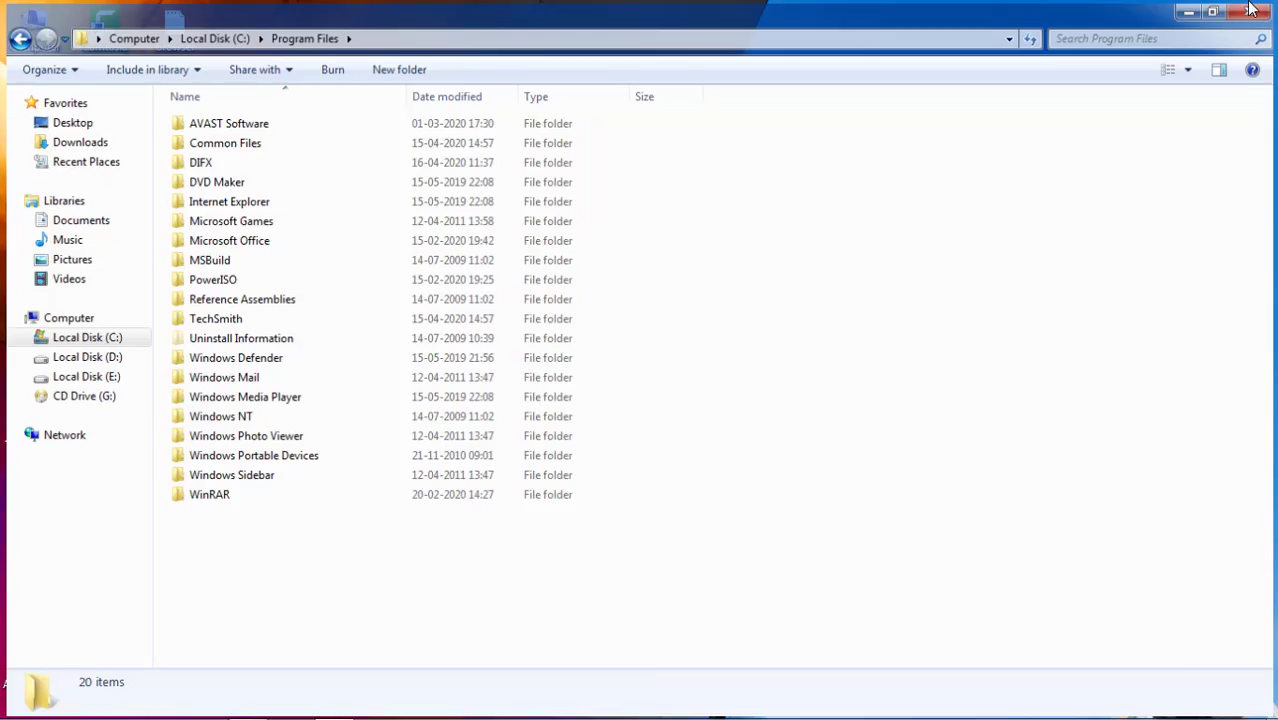 Computer Local Disk (C:) Program Files
Search Program Files
Organize Include in library Share with Burn New folder
Name Date modified Type Size
Favorites
Desktop
Downloads
Recent Places
Libraries
Documents
Music
Pictures
Videos
Computer
Local Disk (C:)
Local Disk (D:)
Local Disk (E:)
CD Drive (G:)
Network
AVAST Software 01-03-2020 17:30 File folder
Common Files 15-04-2020 14:57 File folder
DIFX 16-04-2020 11:37 File folder
DVD Maker 15-05-2019 22:08 File folder
Internet Explorer 15-05-2019 22:08 File folder
Microsoft Games 12-04-2011 13:58 File folder
Microsoft Office 15-02-2020 19:42 File folder
MSBuild 14-07-2009 11:02 File folder
PowerISO 15-02-2020 19:25 File folder
Reference Assemblies 14-07-2009 11:02 File folder
TechSmith 15-04-2020 14:57 File folder
Uninstall Information 14-07-2009 10:39 File folder
Windows Defender 15-05-2019 21:56 File folder
Windows Mail 12-04-2011 13:47 File folder
Windows Media Player 15-05-2019 22:08 File folder
Windows NT 14-07-2009 11:02 File folder
Windows Photo Viewer 12-04-2011 13:47 File folder
Windows Portable Devices 21-11-2010 09:01 File folder
Windows Sidebar 12-04-2011 13:47 File folder
WinRAR 20-02-2020 14:27 File folder
20 items